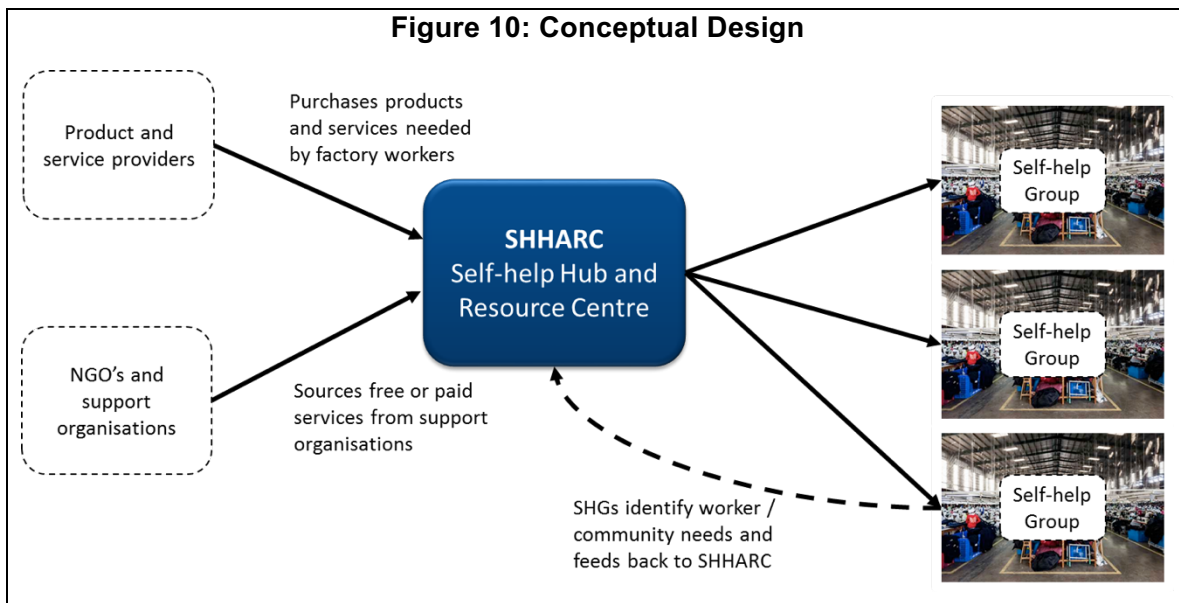 Figure 10: Conceptual Design
Product and
service providers
Purchases products
and services needed
by factory workers
SHHARC
Self-help Hub and
Resource Centre
NGO's and
support
organisations
Sources free or paid
services from support
organisations
SHGs identify worker /
community needs and
feeds back to SHHARC
Self-help
Group
Self-help
Group
Self-help
Group